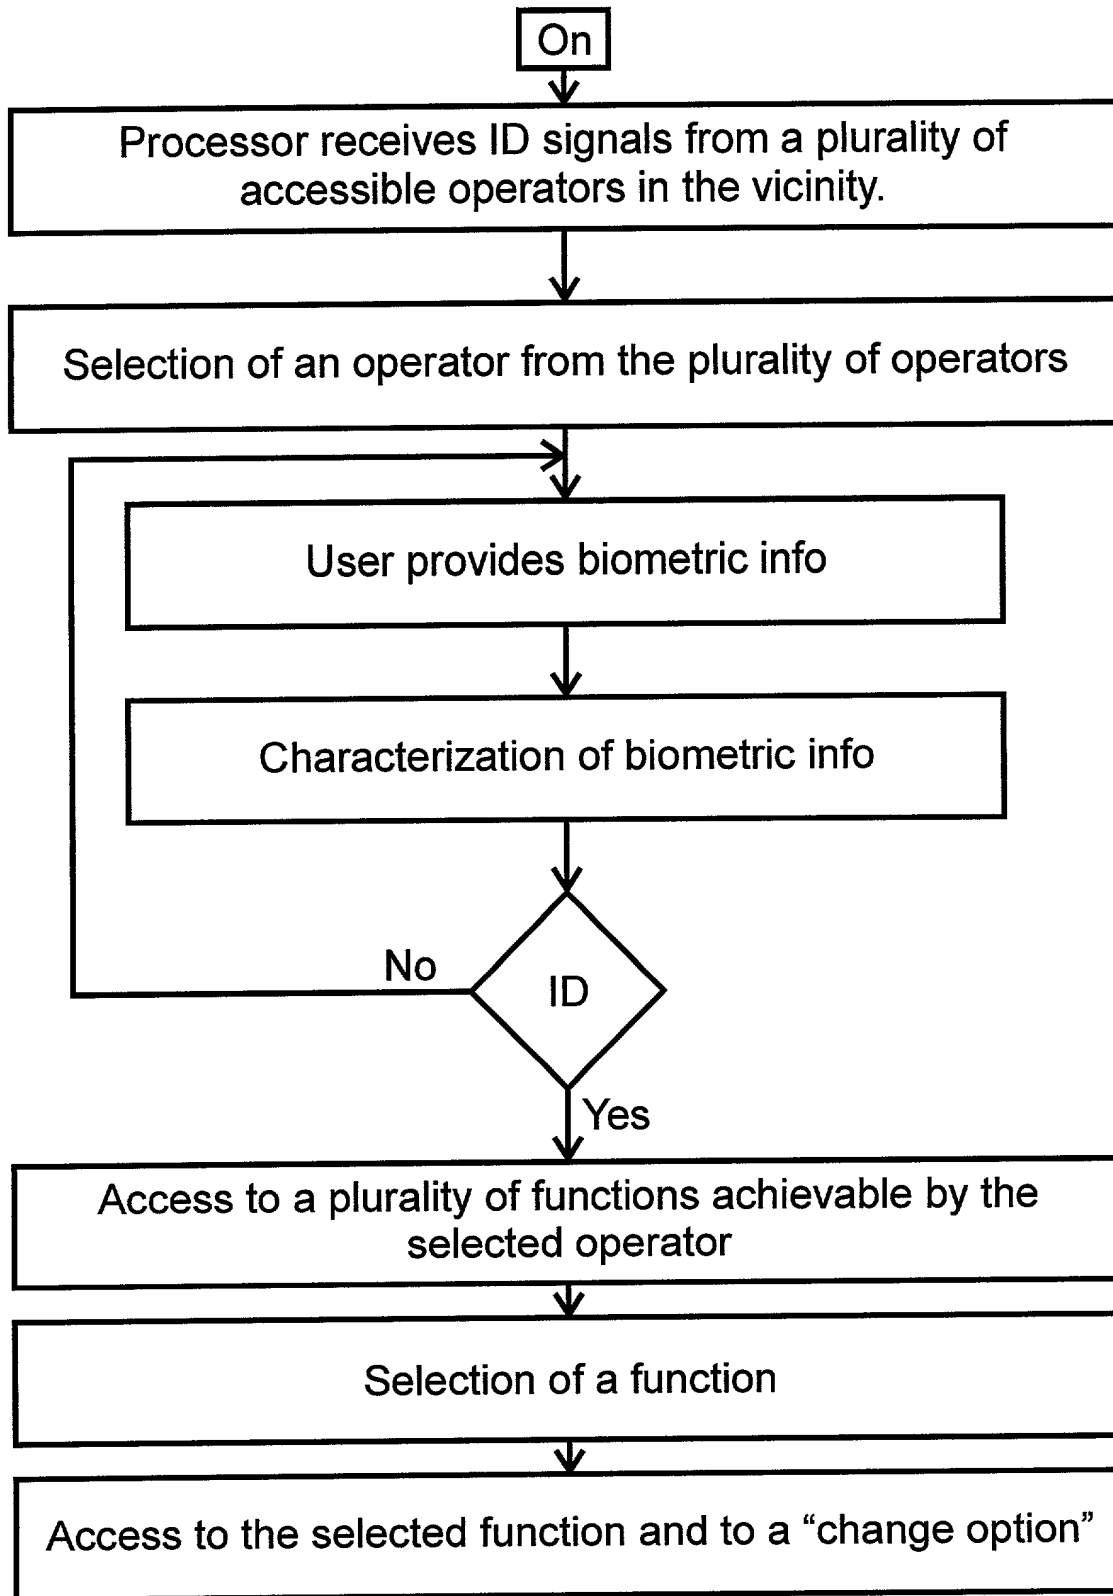 On
Processor receives ID signals from a plurality of
accessible operators in the vicinity.
Selection of an operator from the plurality of operators
User provides biometric info
Characterization of biometric info
No
ID
Yes
Access to a plurality of functions achievable by the
selected operator
Selection of a function
Access to the selected function and to a “change option”